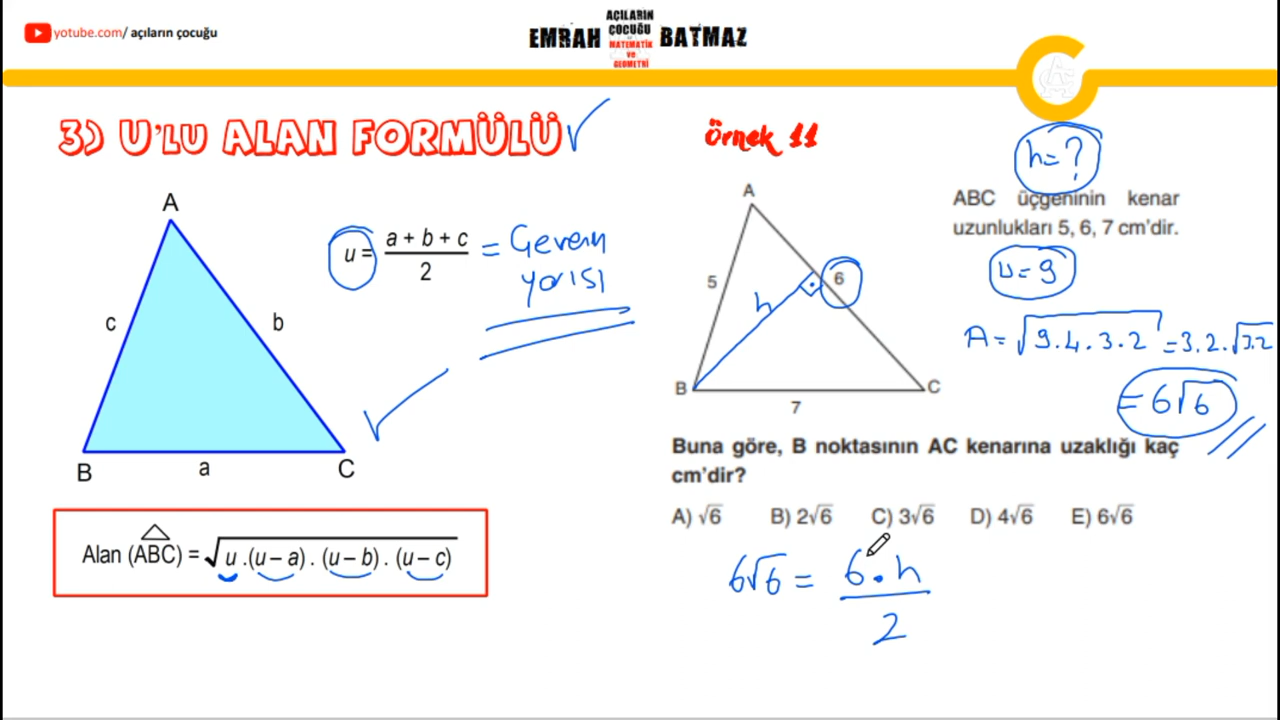 yotube.com/ açıların çocuğu
EMRAH
AÇILARIN
ÇOCUĞU
MATEMATİK
ve
GEOMETRİ
BATMAZ
3) U'LU ALAN FORMÜLÜ
A
B
C
c
b
a
u = a + b + c / 2 = Çevrenin yarısı
Alan (ABC) = √u .(u – a) . (u – b) . (u – c)
Örnek 11
h=?
A
5
6
h
B
C
7
ABC üçgeninin kenar
uzunlukları 5, 6, 7 cm'dir.
u=9
A= √9.4.3.2 =3.2.√3.2
= 6√6
Buna göre, B noktasının AC kenarına uzaklığı kaç
cm'dir?
A) √6 B) 2√6 C) 3√6 D) 4√6 E) 6√6
6√6 = 6.h / 2